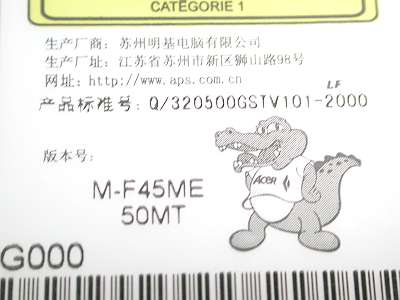 CATÉGORIE 1
生产厂商：苏州明基电脑有限公司
生产厂址：江苏省苏州市新区狮山路98号
网址：http://www.aps.com.cn
LF
产品标准号：Q/320500GSTV101-2000
版本号：
M-F45ME
50MT
Acer
G000